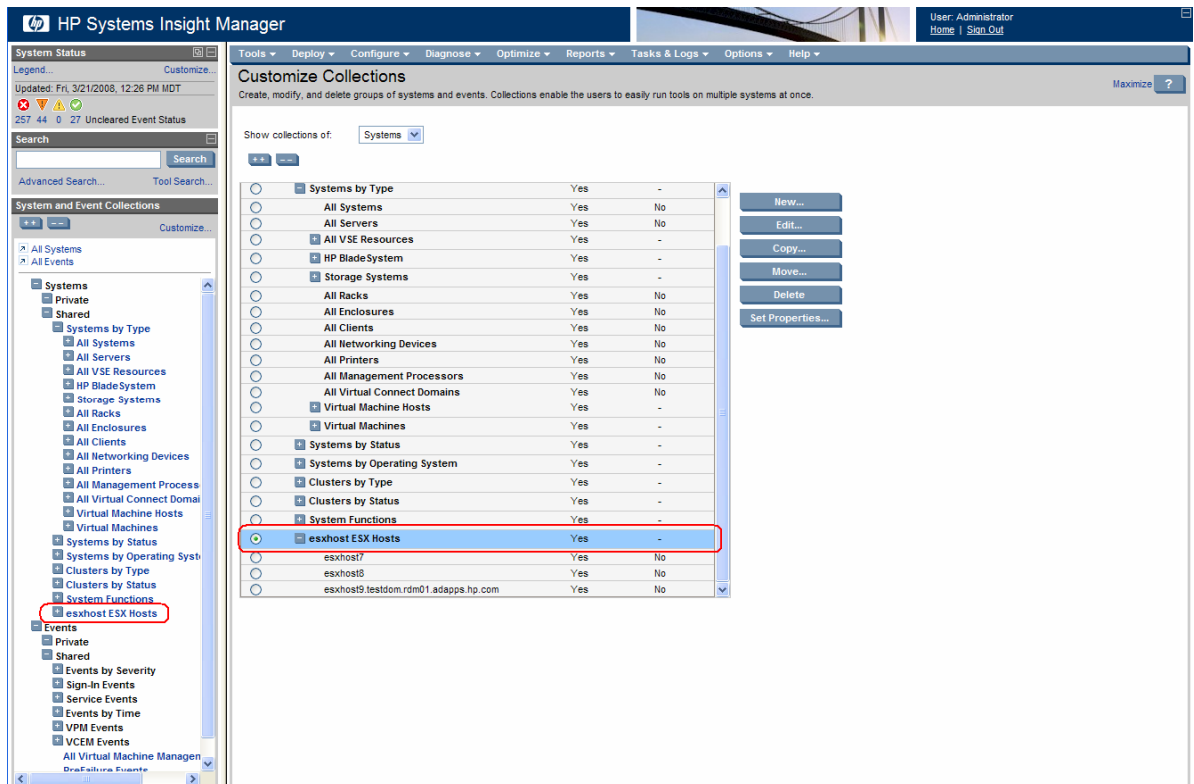 hp HP Systems Insight Manager
User: Administrator
Home | Sign Out
System Status
Legend... Customize...
Updated: Fri, 3/21/2008, 12:26 PM MDT
257 44 0 27 Uncleared Event Status
Search
Search
Advanced Search... Tool Search...
System and Event Collections
++ -- Customize...
All Systems
All Events
Systems
Private
Shared
Systems by Type
All Systems
All Servers
All VSE Resources
HP BladeSystem
Storage Systems
All Racks
All Enclosures
All Clients
All Networking Devices
All Printers
All Management Process
All Virtual Connect Domai
Virtual Machine Hosts
Virtual Machines
Systems by Status
Systems by Operating Syst
Clusters by Type
Clusters by Status
System Functions
esxhost ESX Hosts
Events
Private
Shared
Events by Severity
Sign-In Events
Service Events
Events by Time
VPM Events
VCEM Events
All Virtual Machine Managen
PreFailure Events
Tools Deploy Configure Diagnose Optimize Reports Tasks & Logs Options Help
Customize Collections
Create, modify, and delete groups of systems and events. Collections enable the users to easily run tools on multiple systems at once.
Maximize ?
Show collections of: Systems
++ --
Systems by Type Yes -
All Systems Yes No
All Servers Yes No
All VSE Resources Yes -
HP BladeSystem Yes -
Storage Systems Yes -
All Racks Yes No
All Enclosures Yes No
All Clients Yes No
All Networking Devices Yes No
All Printers Yes No
All Management Processors Yes No
All Virtual Connect Domains Yes No
Virtual Machine Hosts Yes -
Virtual Machines Yes -
Systems by Status Yes -
Systems by Operating System Yes -
Clusters by Type Yes -
Clusters by Status Yes -
System Functions Yes -
esxhost ESX Hosts Yes -
esxhost7 Yes No
esxhost8 Yes No
esxhost9.testdom.rdm01.adapps.hp.com Yes No
New...
Edit...
Copy...
Move...
Delete
Set Properties...